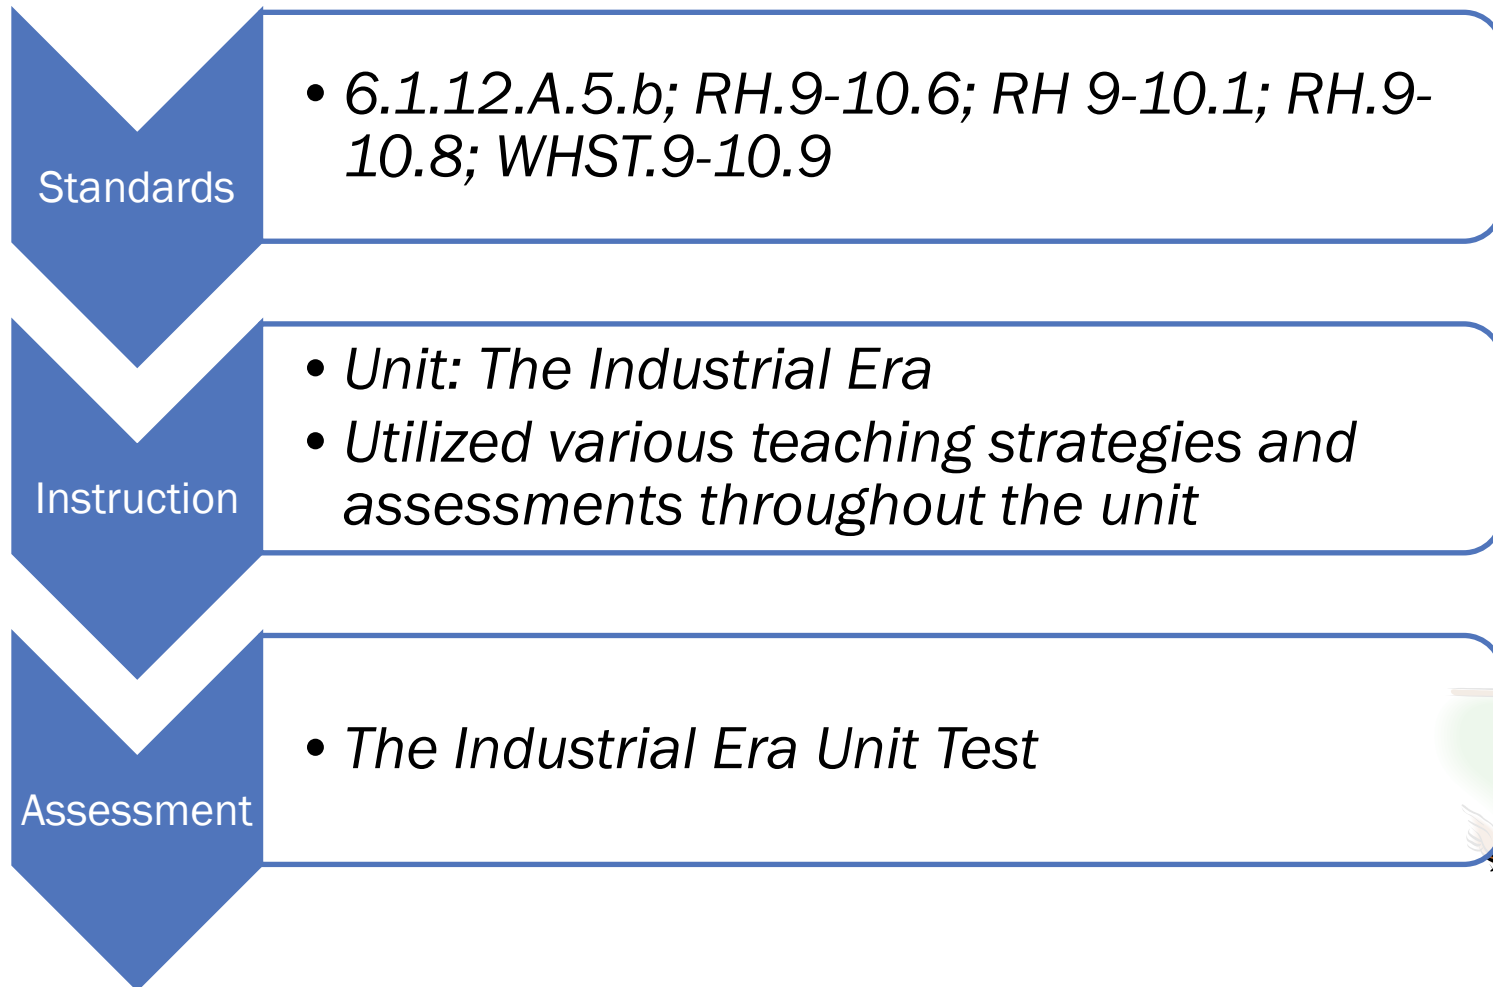 Standards
• 6.1.12.A.5.b; RH.9-10.6; RH 9-10.1; RH.9-
10.8; WHST.9-10.9
Instruction
• Unit: The Industrial Era
• Utilized various teaching strategies and
assessments throughout the unit
Assessment
• The Industrial Era Unit Test